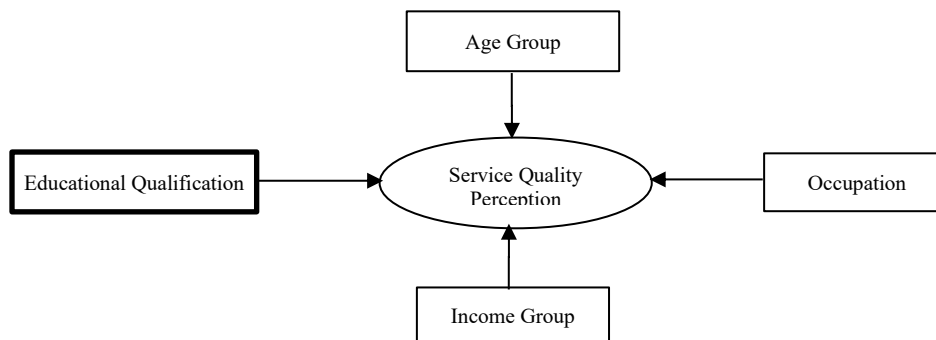 Age Group
Educational Qualification
Service Quality
Perception
Occupation
Income Group